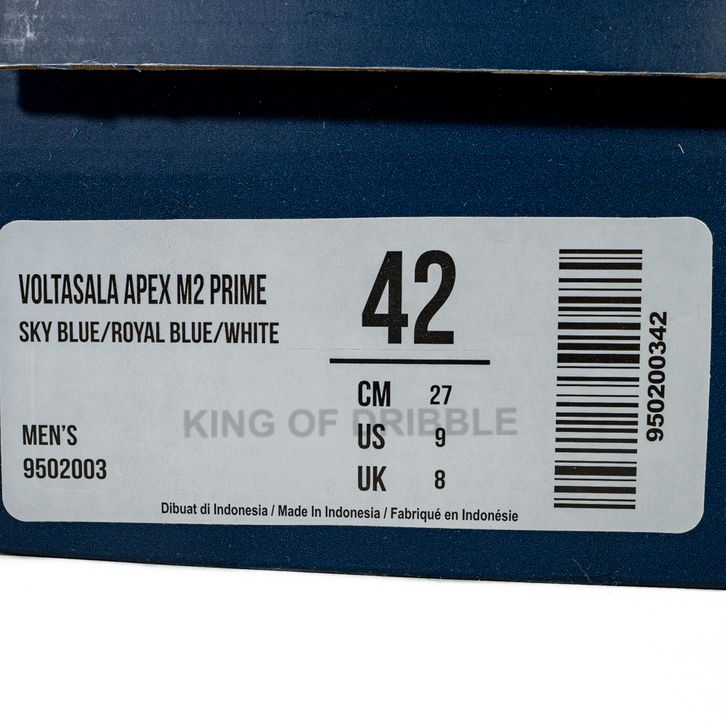 VOLTASALA APEX M2 PRIME
SKY BLUE/ROYAL BLUE/WHITE
MEN'S
9502003
42
CM 27
US 9
UK 8
KING OF DRIBBLE
Dibuat di Indonesia / Made In Indonesia / Fabriqué en Indonésie
950200342